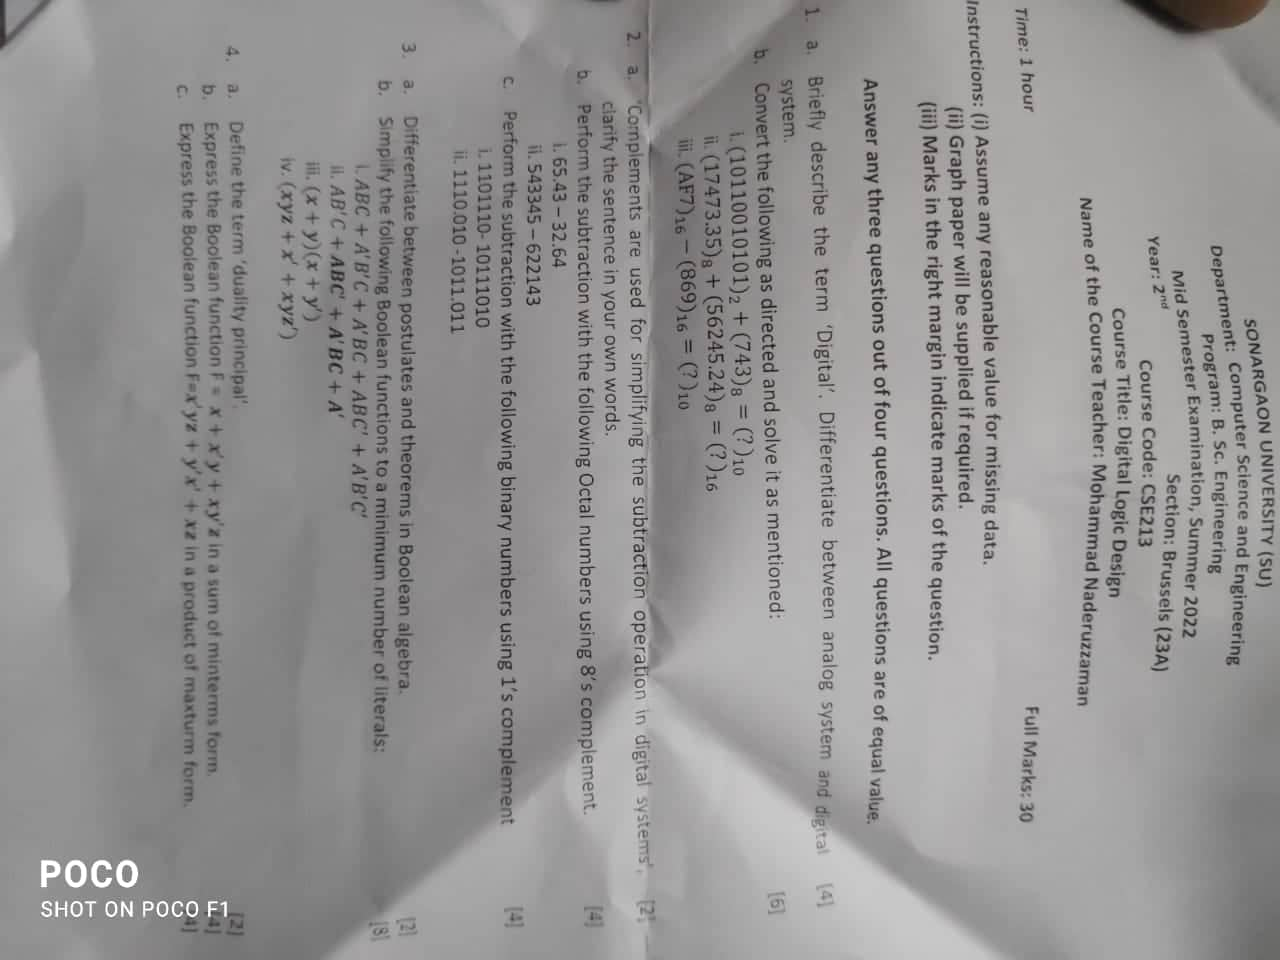 SONARGAON UNIVERSITY (SU)
Department: Computer Science and Engineering
Program: B. Sc. Engineering
Mid Semester Examination, Summer 2022
Year: 2nd Section: Brussels (23A)
Course Code: CSE213
Course Title: Digital Logic Design
Name of the Course Teacher: Mohammad Naderuzzaman
Time: 1 hour Full Marks: 30
Instructions: (i) Assume any reasonable value for missing data.
(ii) Graph paper will be supplied if required.
(iii) Marks in the right margin indicate marks of the question.
Answer any three questions out of four questions. All questions are of equal value.
1. a. Briefly describe the term ‘Digital’. Differentiate between analog system and digital [4]
system.
b. Convert the following as directed and solve it as mentioned: [6]
i. (1011001010101)₂ + (743)₈ = (?)₁₀
ii. (17473.35)₈ + (56245.24)₈ = (?)₁₆
iii. (AF7)₁₆ − (869)₁₆ = (?)₁₀
2. a. ‘Complements are used for simplifying the subtraction operation in digital systems’, [2]
clarify the sentence in your own words.
b. Perform the subtraction with the following Octal numbers using 8’s complement. [4]
i. 65.43 – 32.64
ii. 543345 – 622143
c. Perform the subtraction with the following binary numbers using 1’s complement [4]
i. 1101110- 10111010
ii. 1110.010 -1011.011
3. a. Differentiate between postulates and theorems in Boolean algebra. [2]
b. Simplify the following Boolean functions to a minimum number of literals: [8]
i. ABC + A′B′C + A′BC + ABC′ + A′B′C′
ii. AB′C + ABC′ + A′BC + A′
iii. (x + y)(x + y′)
iv. (xyz + x′ + xyz′)
4. a. Define the term ‘duality principal’. [2]
b. Express the Boolean function F = x′ + x′y + xy′z in a sum of minterms form. [4]
c. Express the Boolean function F=x′yz + y′x′ + xz in a product of maxturm form. 4]
POCO
SHOT ON POCO F1